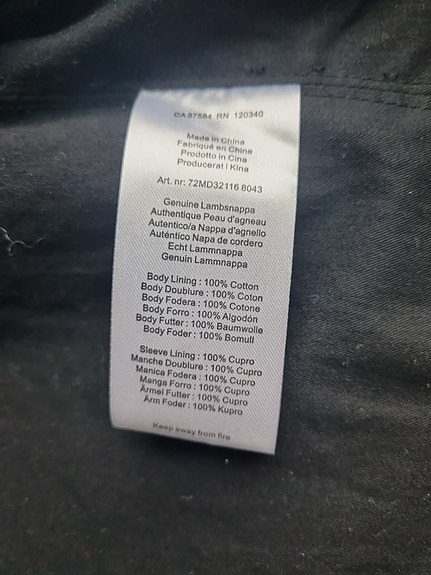 CA 57884 RN 120340
Made in China
Fabriqué en Chine
Prodotto in Cina
Producerat i Kina
Art. nr: 72MD32116 8043
Genuine Lambsnappa
Authentique Peau d'agneau
Autentico/a Nappa d'agnello
Auténtico Napa de cordero
Echt Lammnappa
Genuin Lammnappa
Body Lining : 100% Cotton
Body Doublure : 100% Coton
Body Fodera : 100% Cotone
Body Forro : 100% Algodón
Body Futter : 100% Baumwolle
Body Foder : 100% Bomull
Sleeve Lining : 100% Cupro
Manche Doublure : 100% Cupro
Manica Fodera : 100% Cupro
Manga Forro : 100% Cupro
Ärmel Futter : 100% Cupro
Ärm Foder : 100% Kupro
Keep away from fire